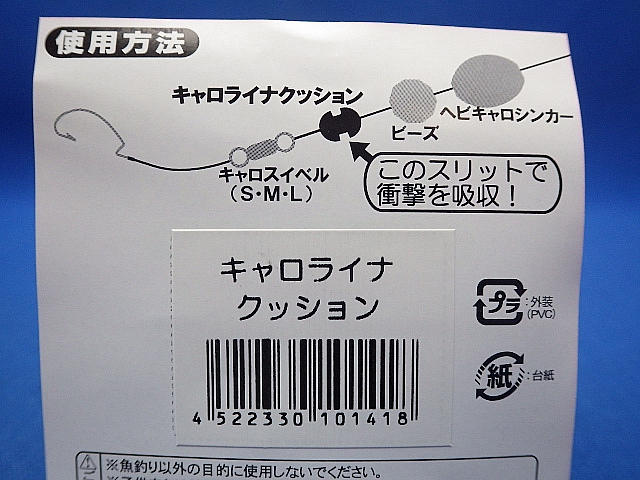 使用方法
キャロライナクッション
ヘビキャロシンカー
ビーズ
キャロスイベル
(S・M・L)
このスリットで
衝撃を吸収！
キャロライナ
クッション
4 522330 101418
プラ
:外装
(PVC)
紙
:台紙
※魚釣り以外の目的に使用しないでください。